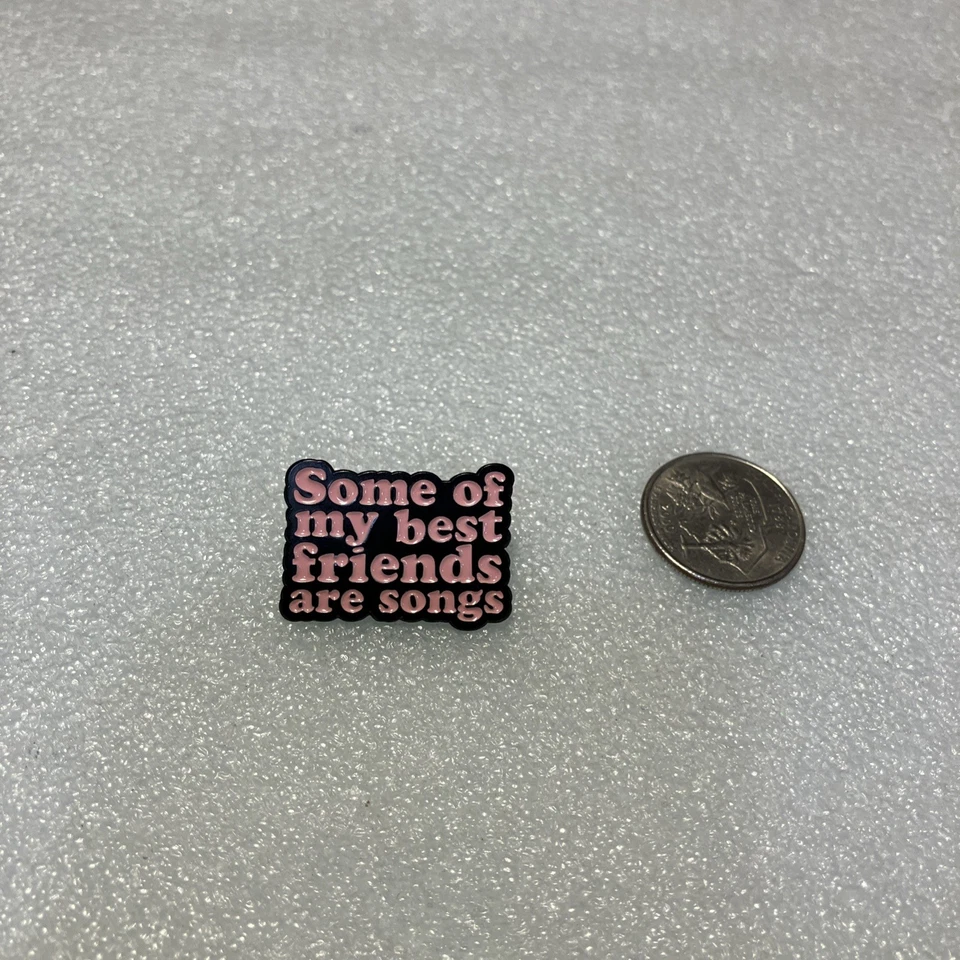 Some of
my best
friends
are songs